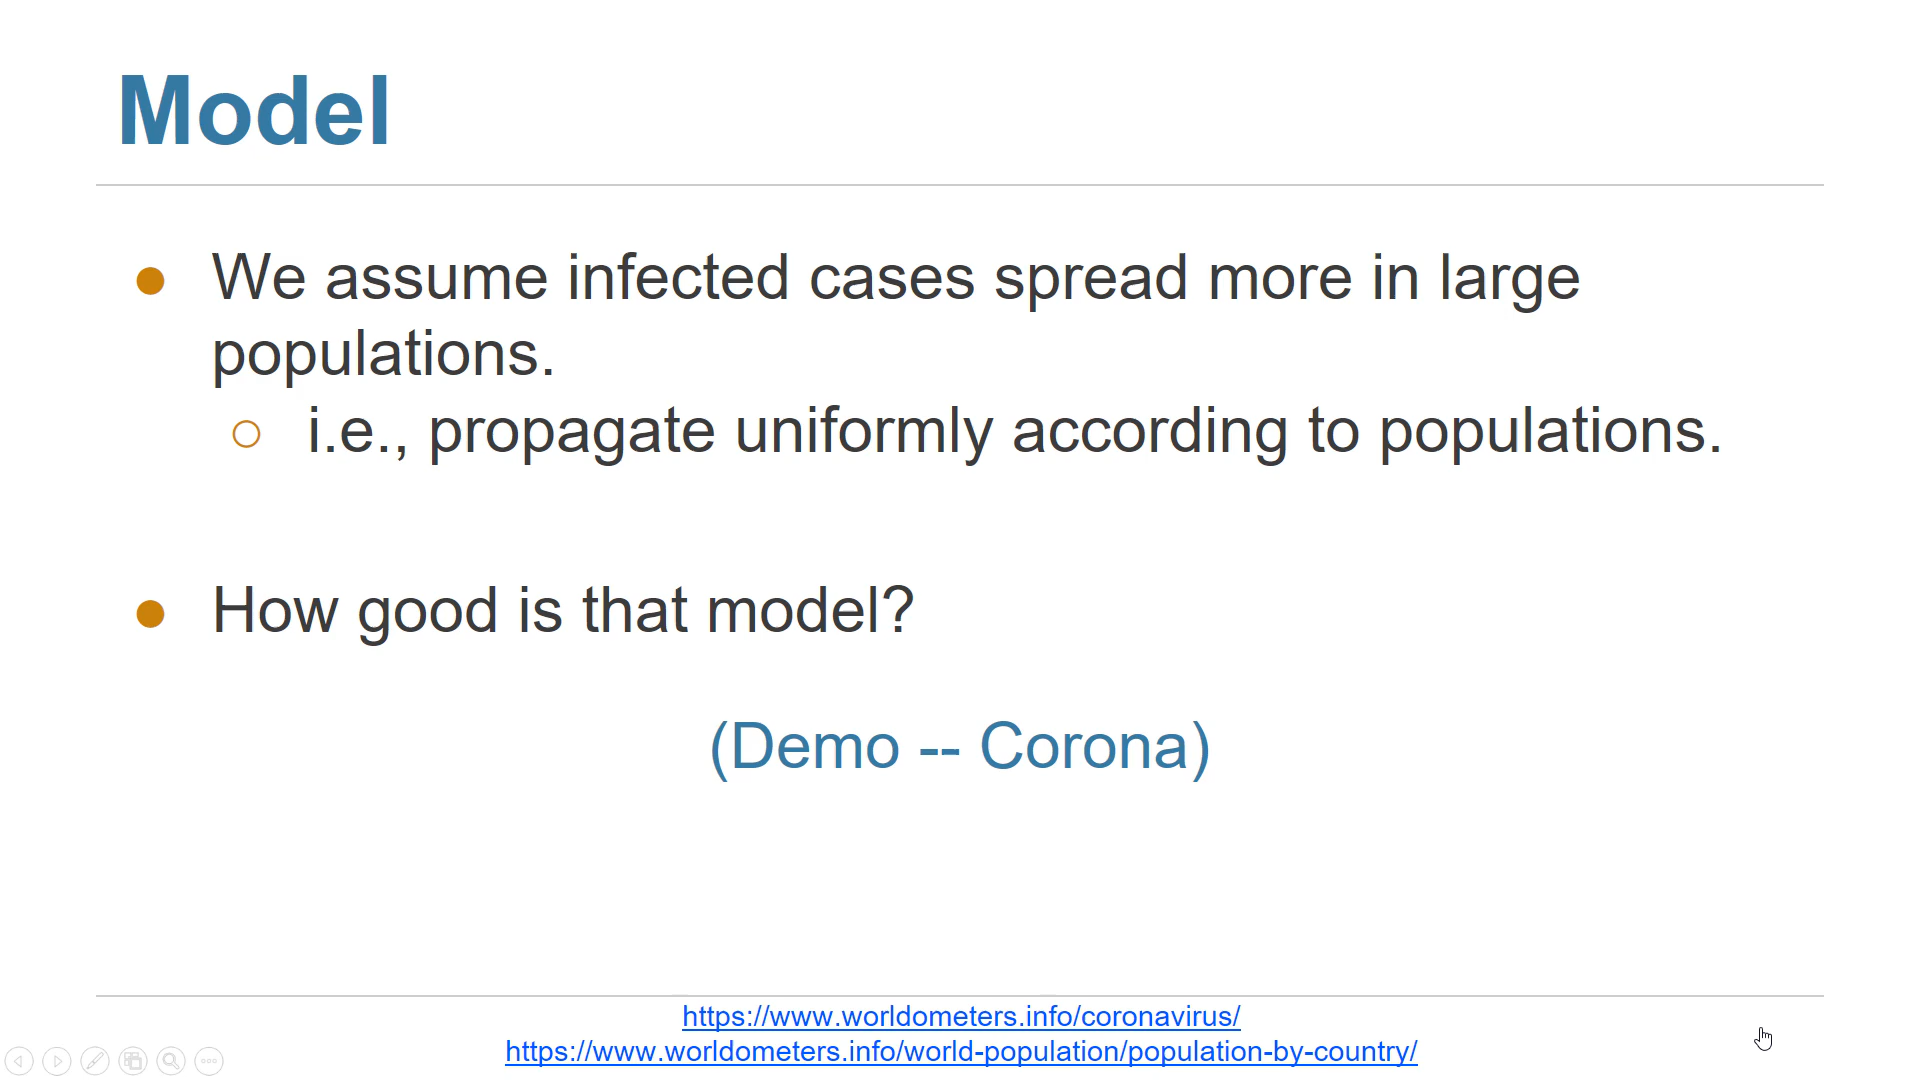 Model
We assume infected cases spread more in large
populations.
i.e., propagate uniformly according to populations.
How good is that model?
(Demo -- Corona)
https://www.worldometers.info/coronavirus/
https://www.worldometers.info/world-population/population-by-country/